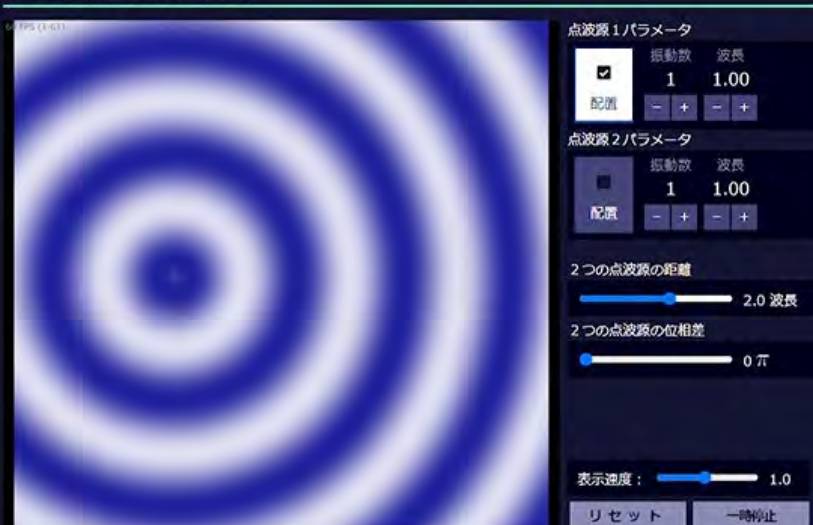 60 FPS (1-61)
点波源1パラメータ
振動数 波長
配置 1 1.00
- + - +
点波源2パラメータ
振動数 波長
配置 1 1.00
- + - +
2つの点波源の距離
2.0 波長
2つの点波源の位相差
0 π
表示速度： 1.0
リセット 一時停止